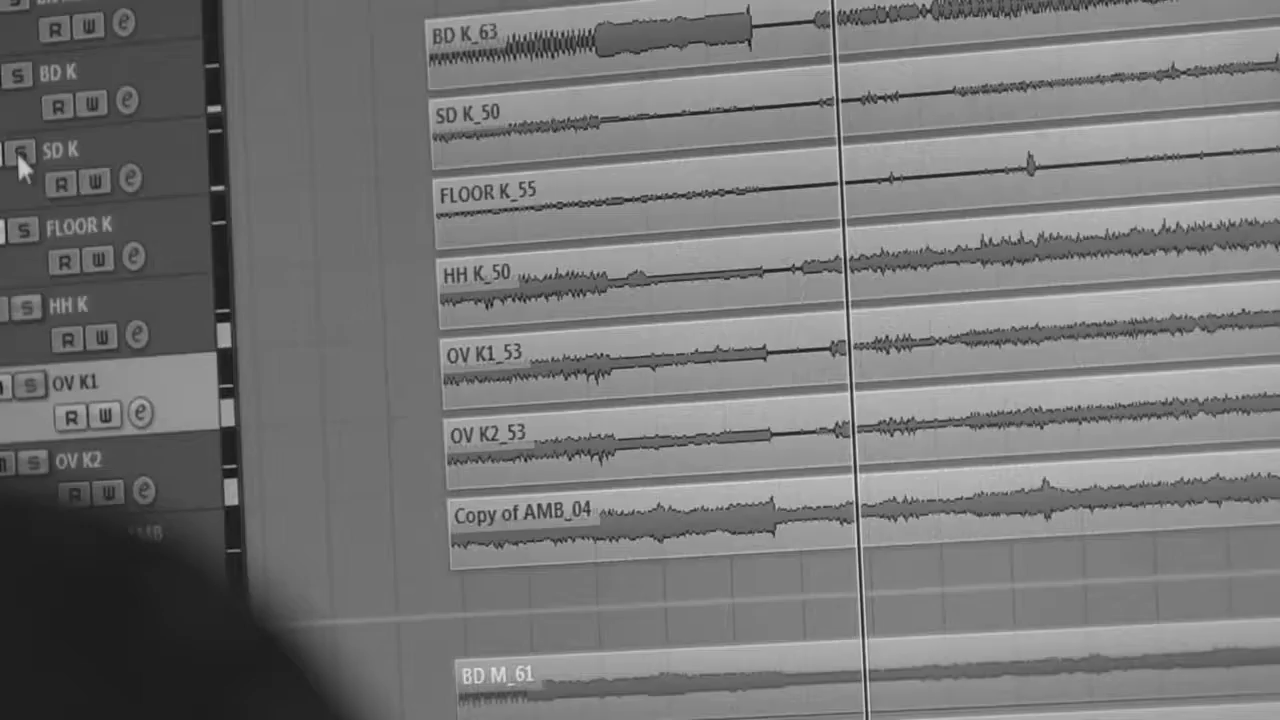 BD K_63
R W e
S BD K
R W e
SD K_50
S SD K
R W e
FLOOR K_55
S FLOOR K
R W e
HH K_50
S HH K
R W e
OV K1_53
S OV K1
R W e
OV K2_53
m S OV K2
R W e
Copy of AMB_04
AMB
BD M_61